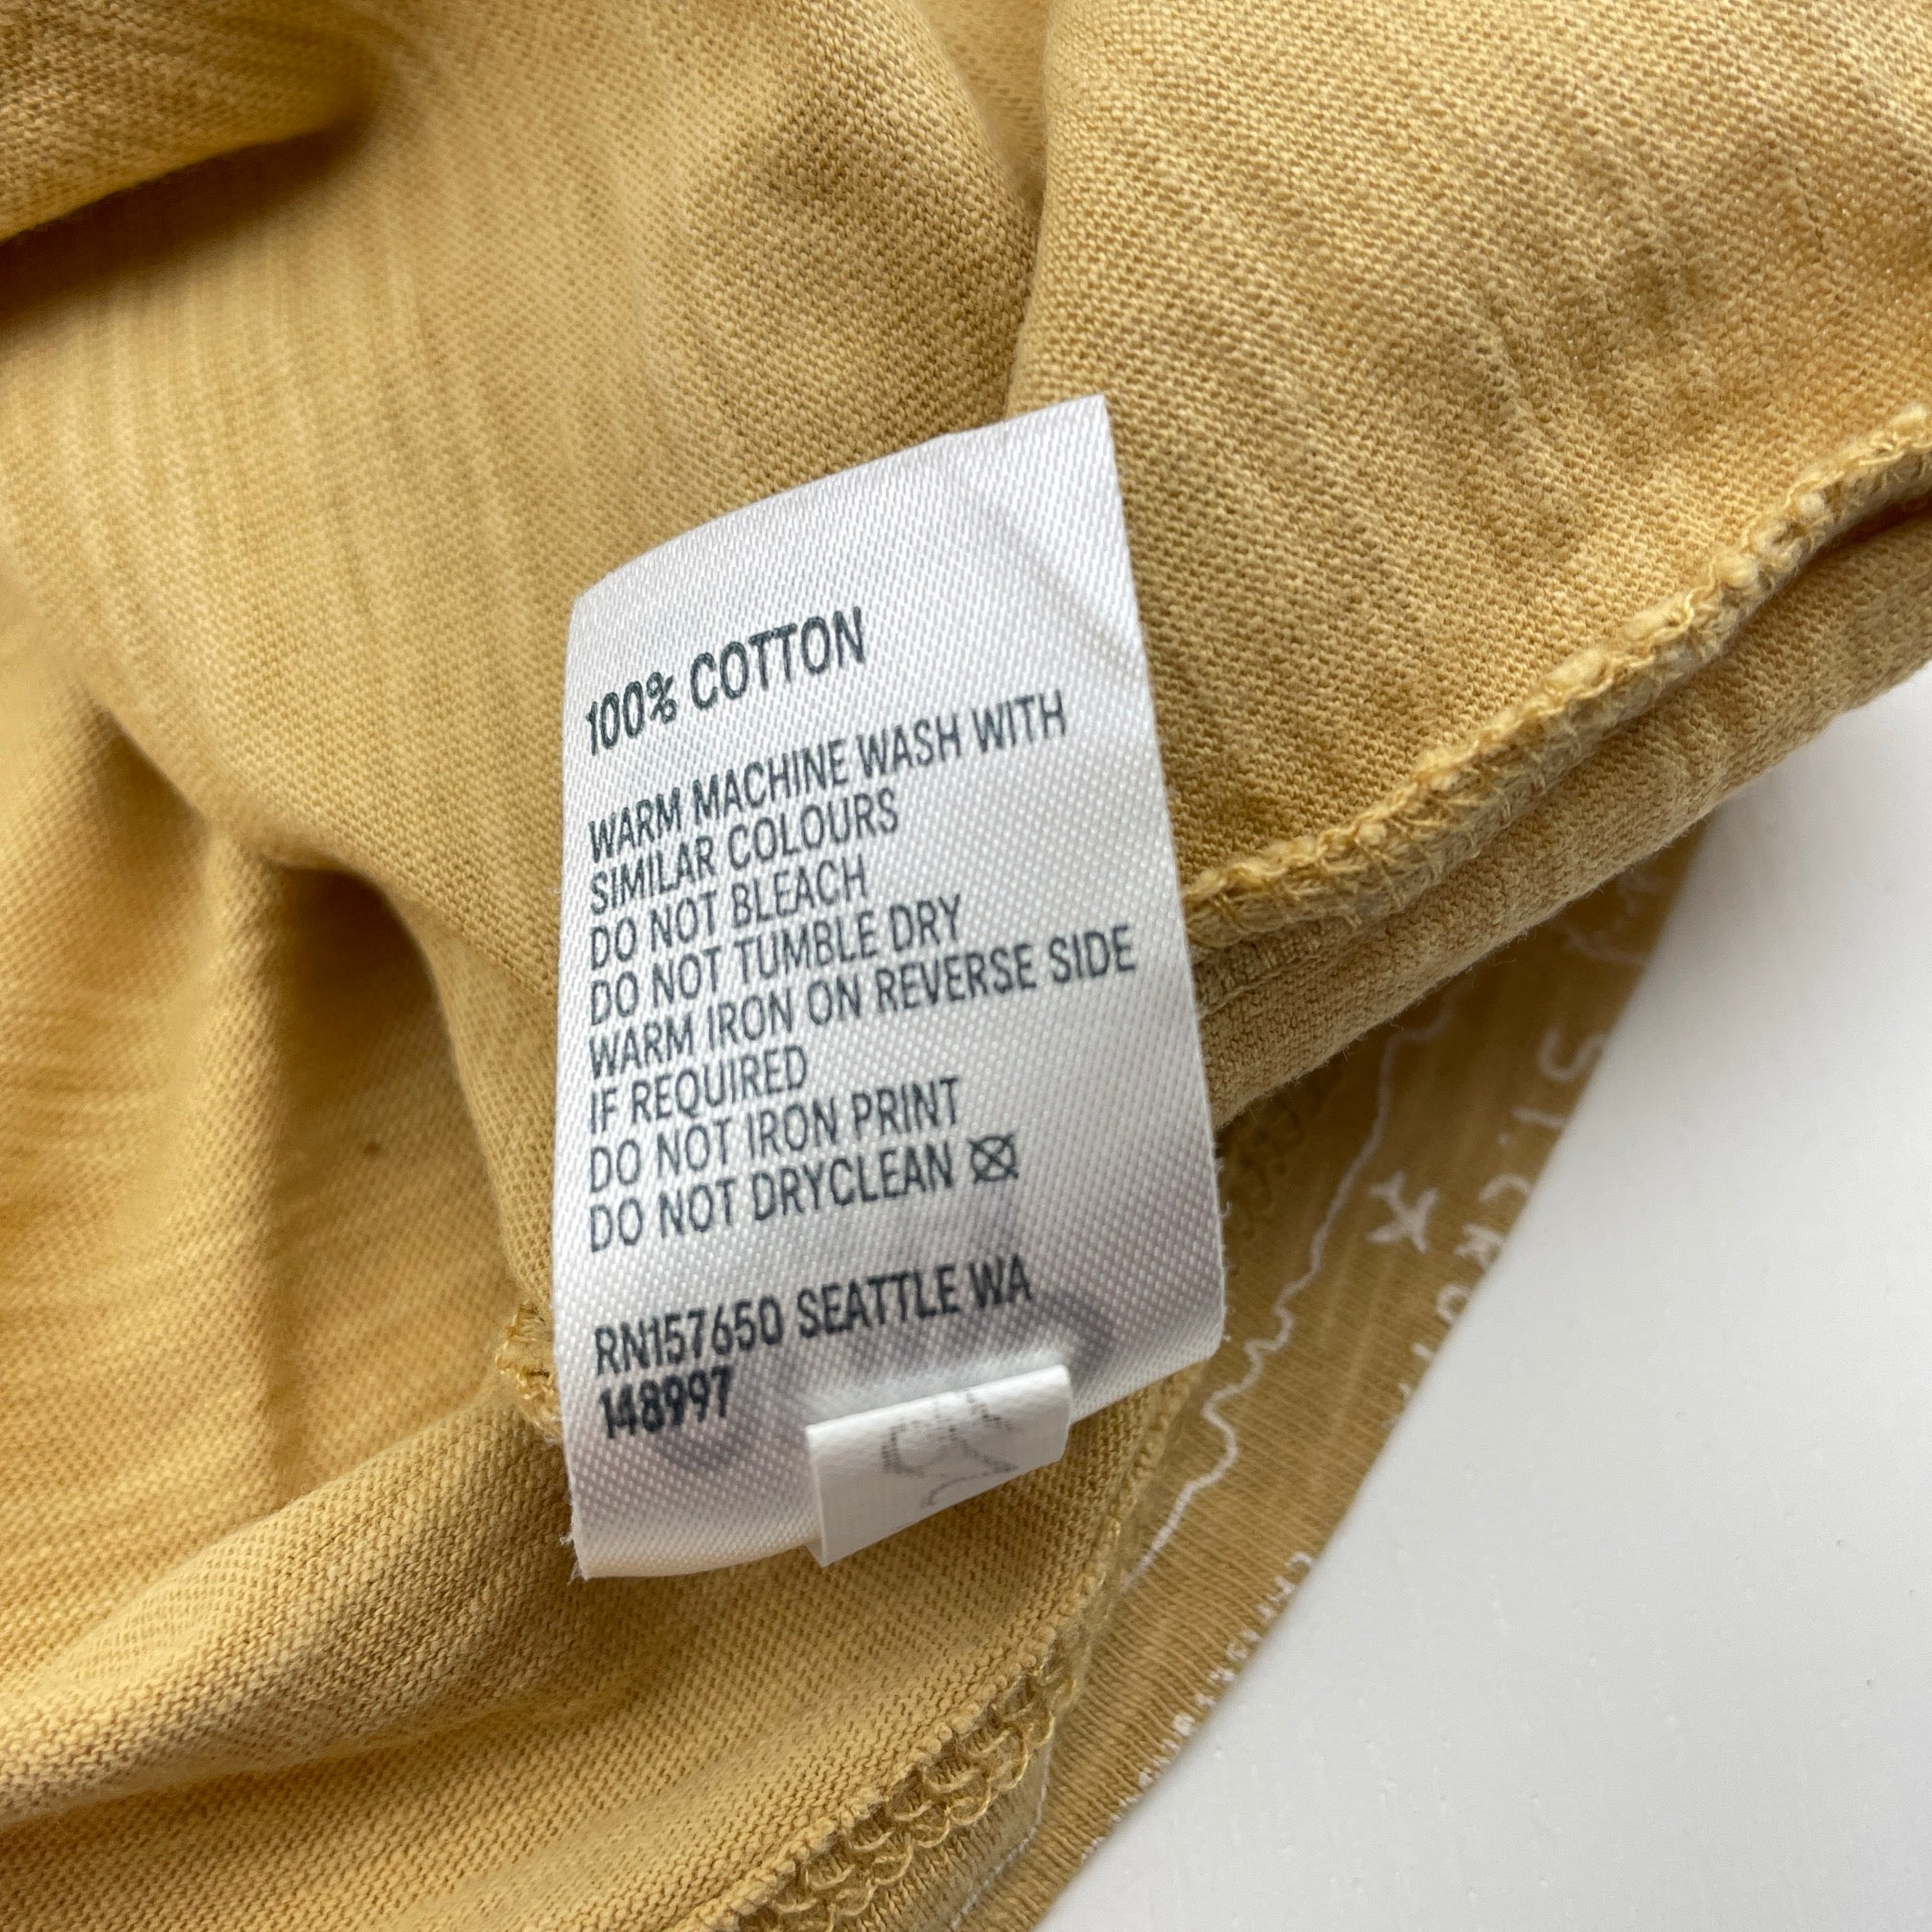 100% COTTON
WARM MACHINE WASH WITH
SIMILAR COLOURS
DO NOT BLEACH
DO NOT TUMBLE DRY
WARM IRON ON REVERSE SIDE
IF REQUIRED
DO NOT IRON PRINT
DO NOT DRYCLEAN
RN157650 SEATTLE WA
148997